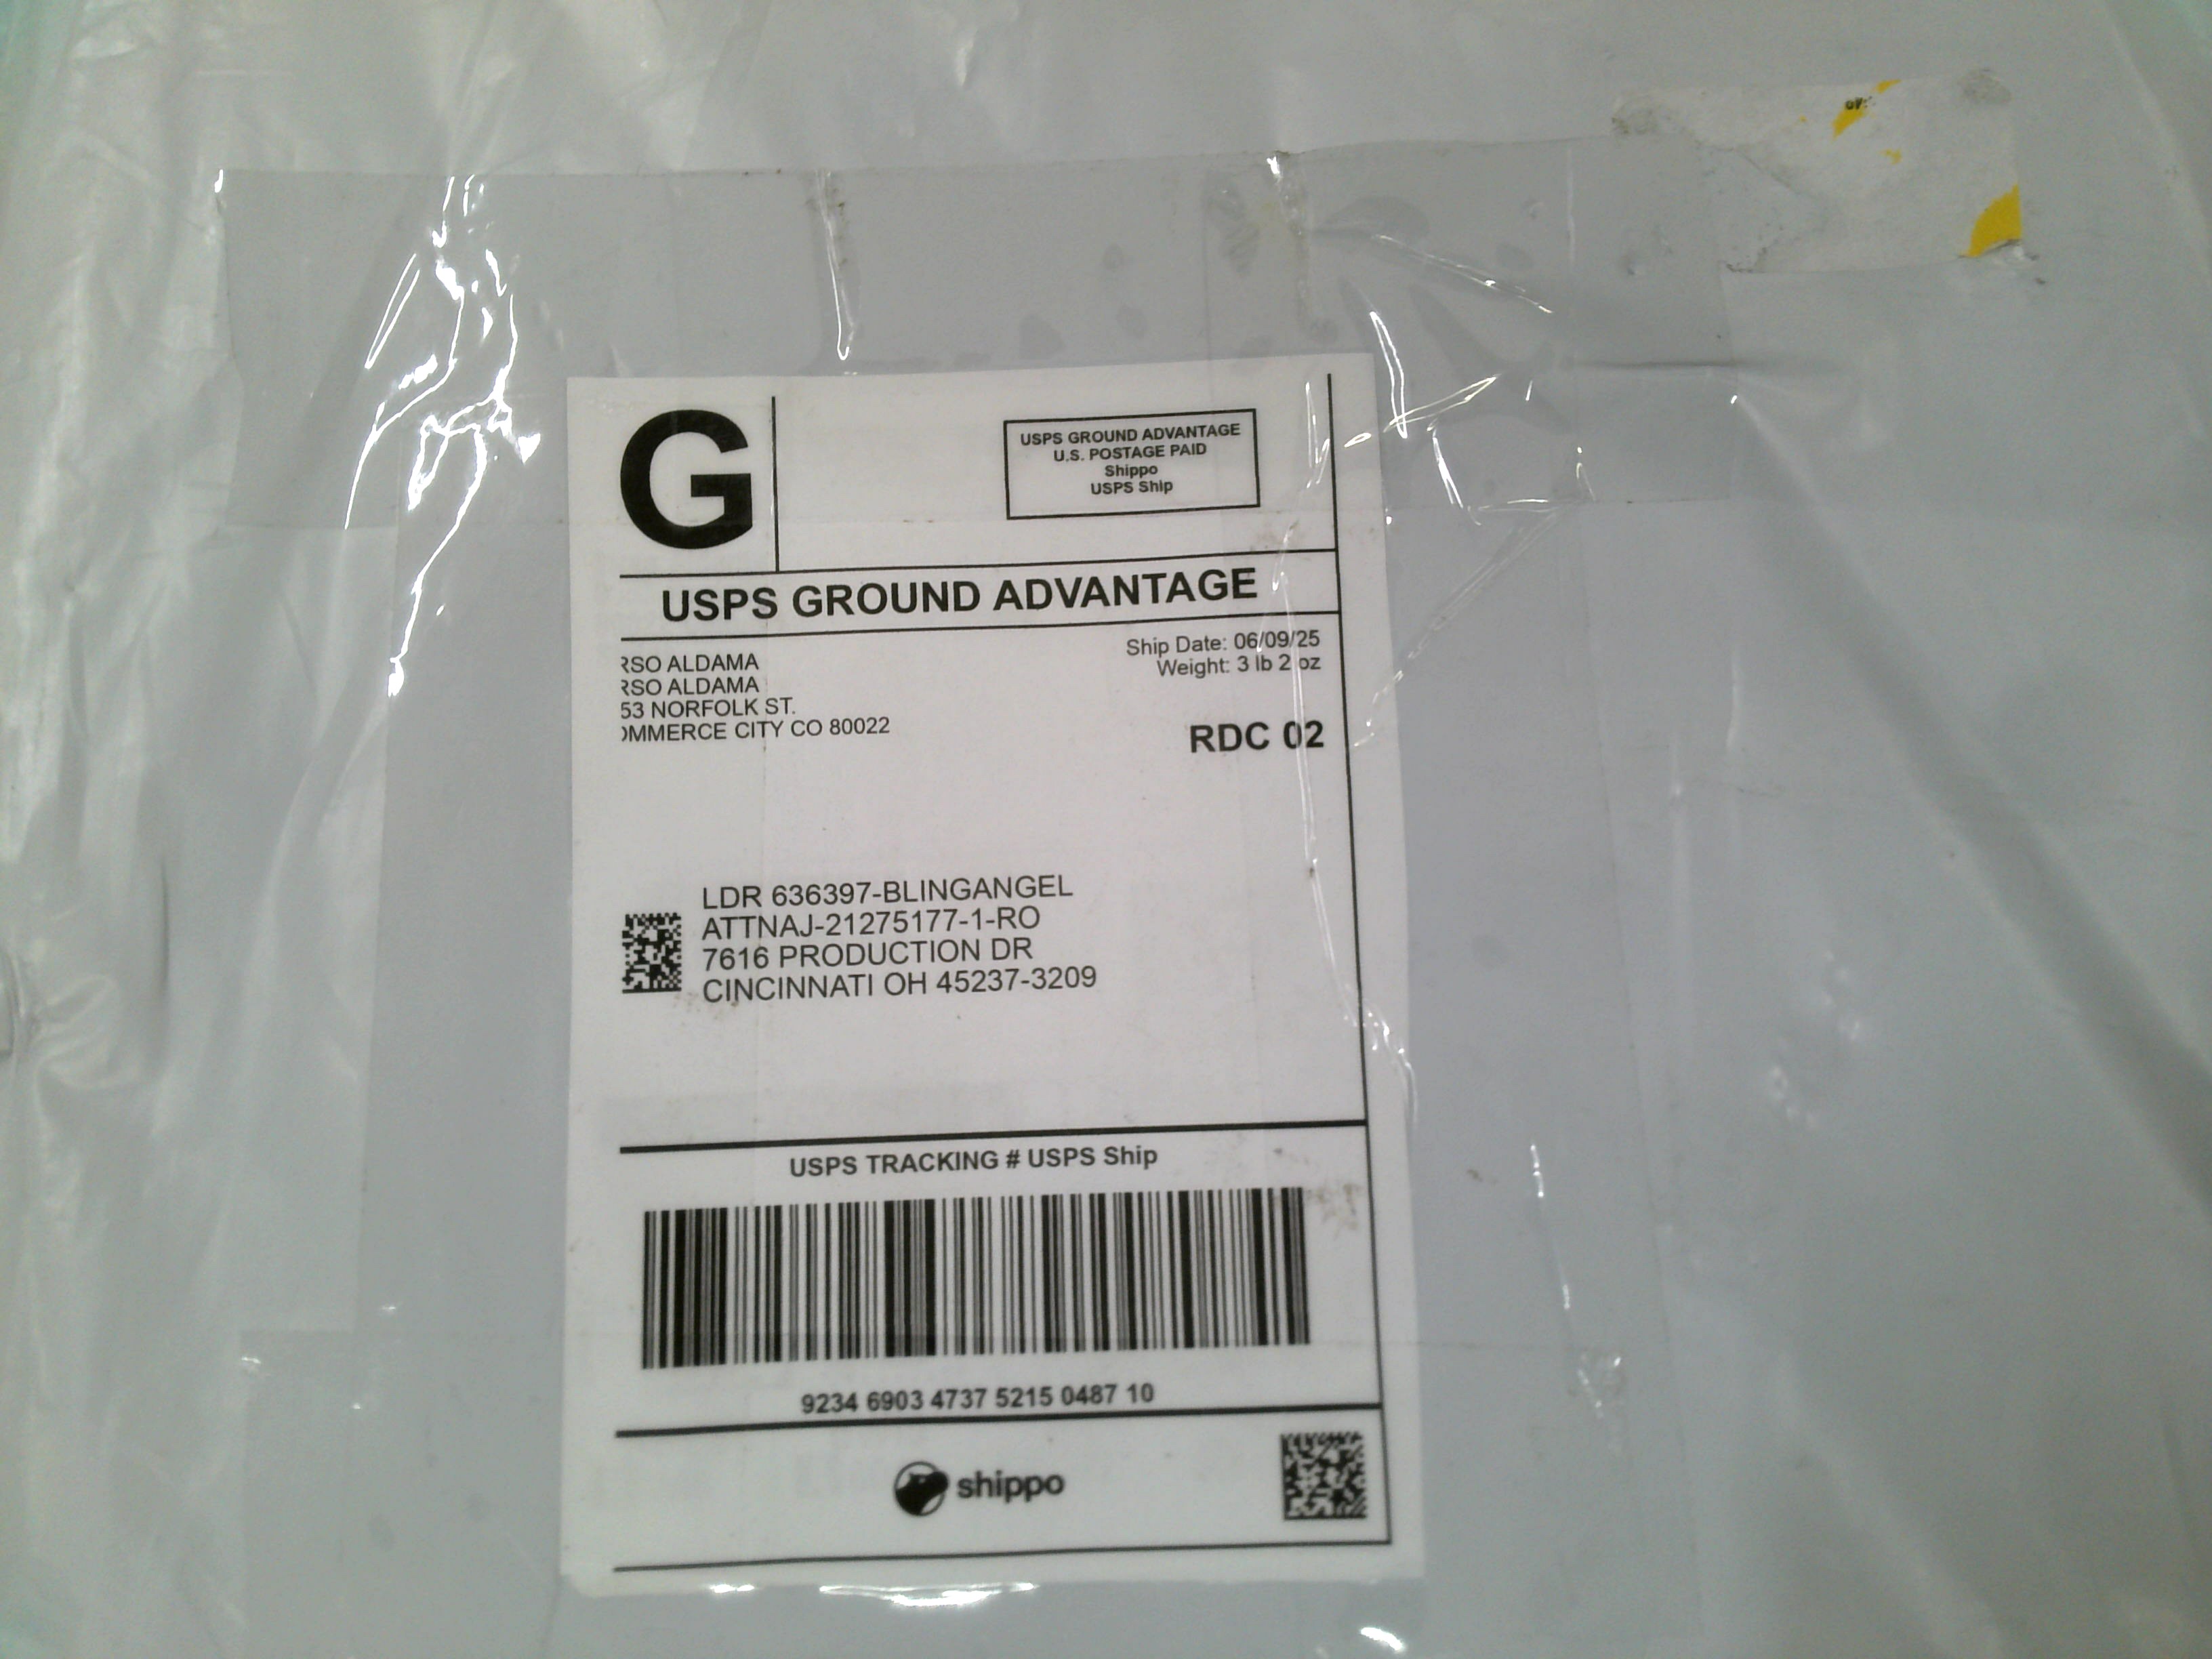 G
USPS GROUND ADVANTAGE
U.S. POSTAGE PAID
Shippo
USPS Ship
USPS GROUND ADVANTAGE
Ship Date: 06/09/25
Weight: 3 lb 2 oz
RSO ALDAMA
RSO ALDAMA
53 NORFOLK ST.
OMMERCE CITY CO 80022
RDC 02
LDR 636397-BLINGANGEL
ATTNAJ-21275177-1-RO
7616 PRODUCTION DR
CINCINNATI OH 45237-3209
USPS TRACKING # USPS Ship
9234 6903 4737 5215 0487 10
shippo